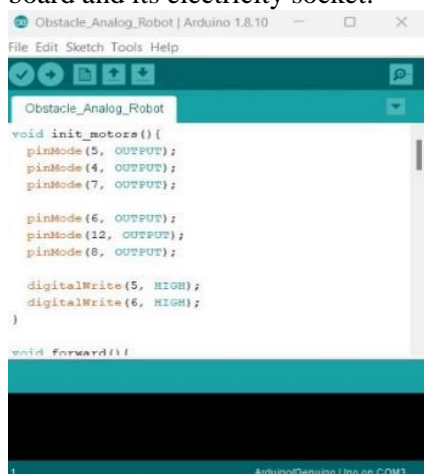 board and its electricity socket.
Obstacle_Analog_Robot | Arduino 1.8.10
File Edit Sketch Tools Help
Obstacle_Analog_Robot
void init_motors(){
pinMode(5, OUTPUT);
pinMode(4, OUTPUT);
pinMode(7, OUTPUT);
pinMode(6, OUTPUT);
pinMode(12, OUTPUT);
pinMode(8, OUTPUT);
digitalWrite(5, HIGH);
digitalWrite(6, HIGH);
}
void forward(){
1 Arduino/Genuino Uno on COM3